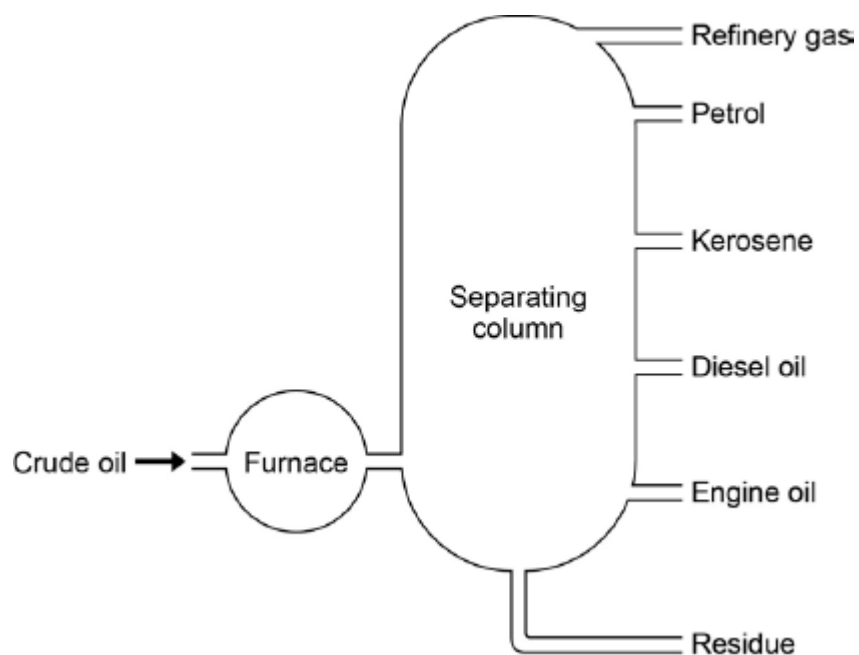 Refinery gas
Petrol
Kerosene
Separating
column
Diesel oil
Crude oil
Furnace
Engine oil
Residue